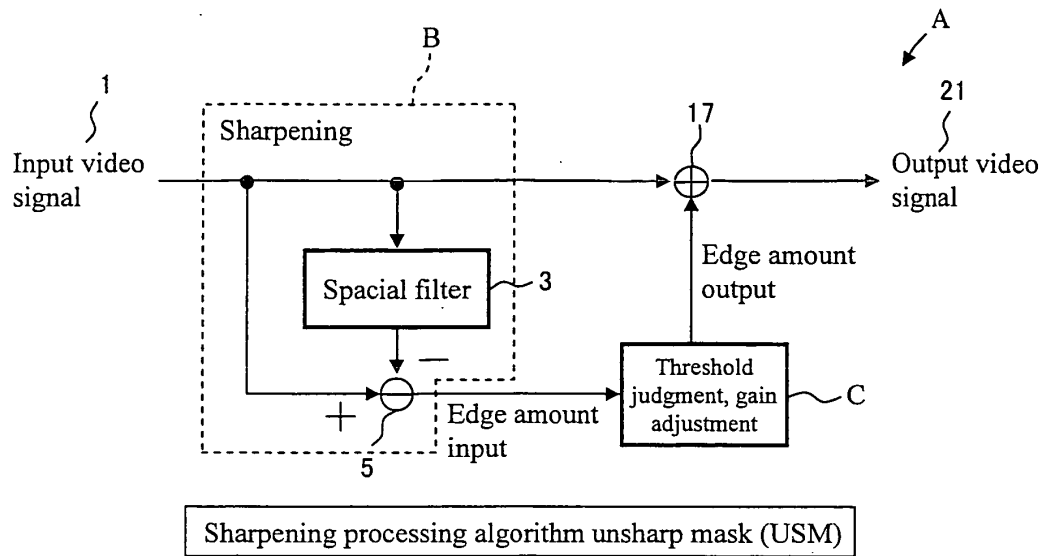 A
B
1
21
Sharpening
17
Input video
signal
Output video
signal
Spacial filter
3
Edge amount
output
−
Threshold
judgment, gain
adjustment
C
+
5
Edge amount
input
Sharpening processing algorithm unsharp mask (USM)